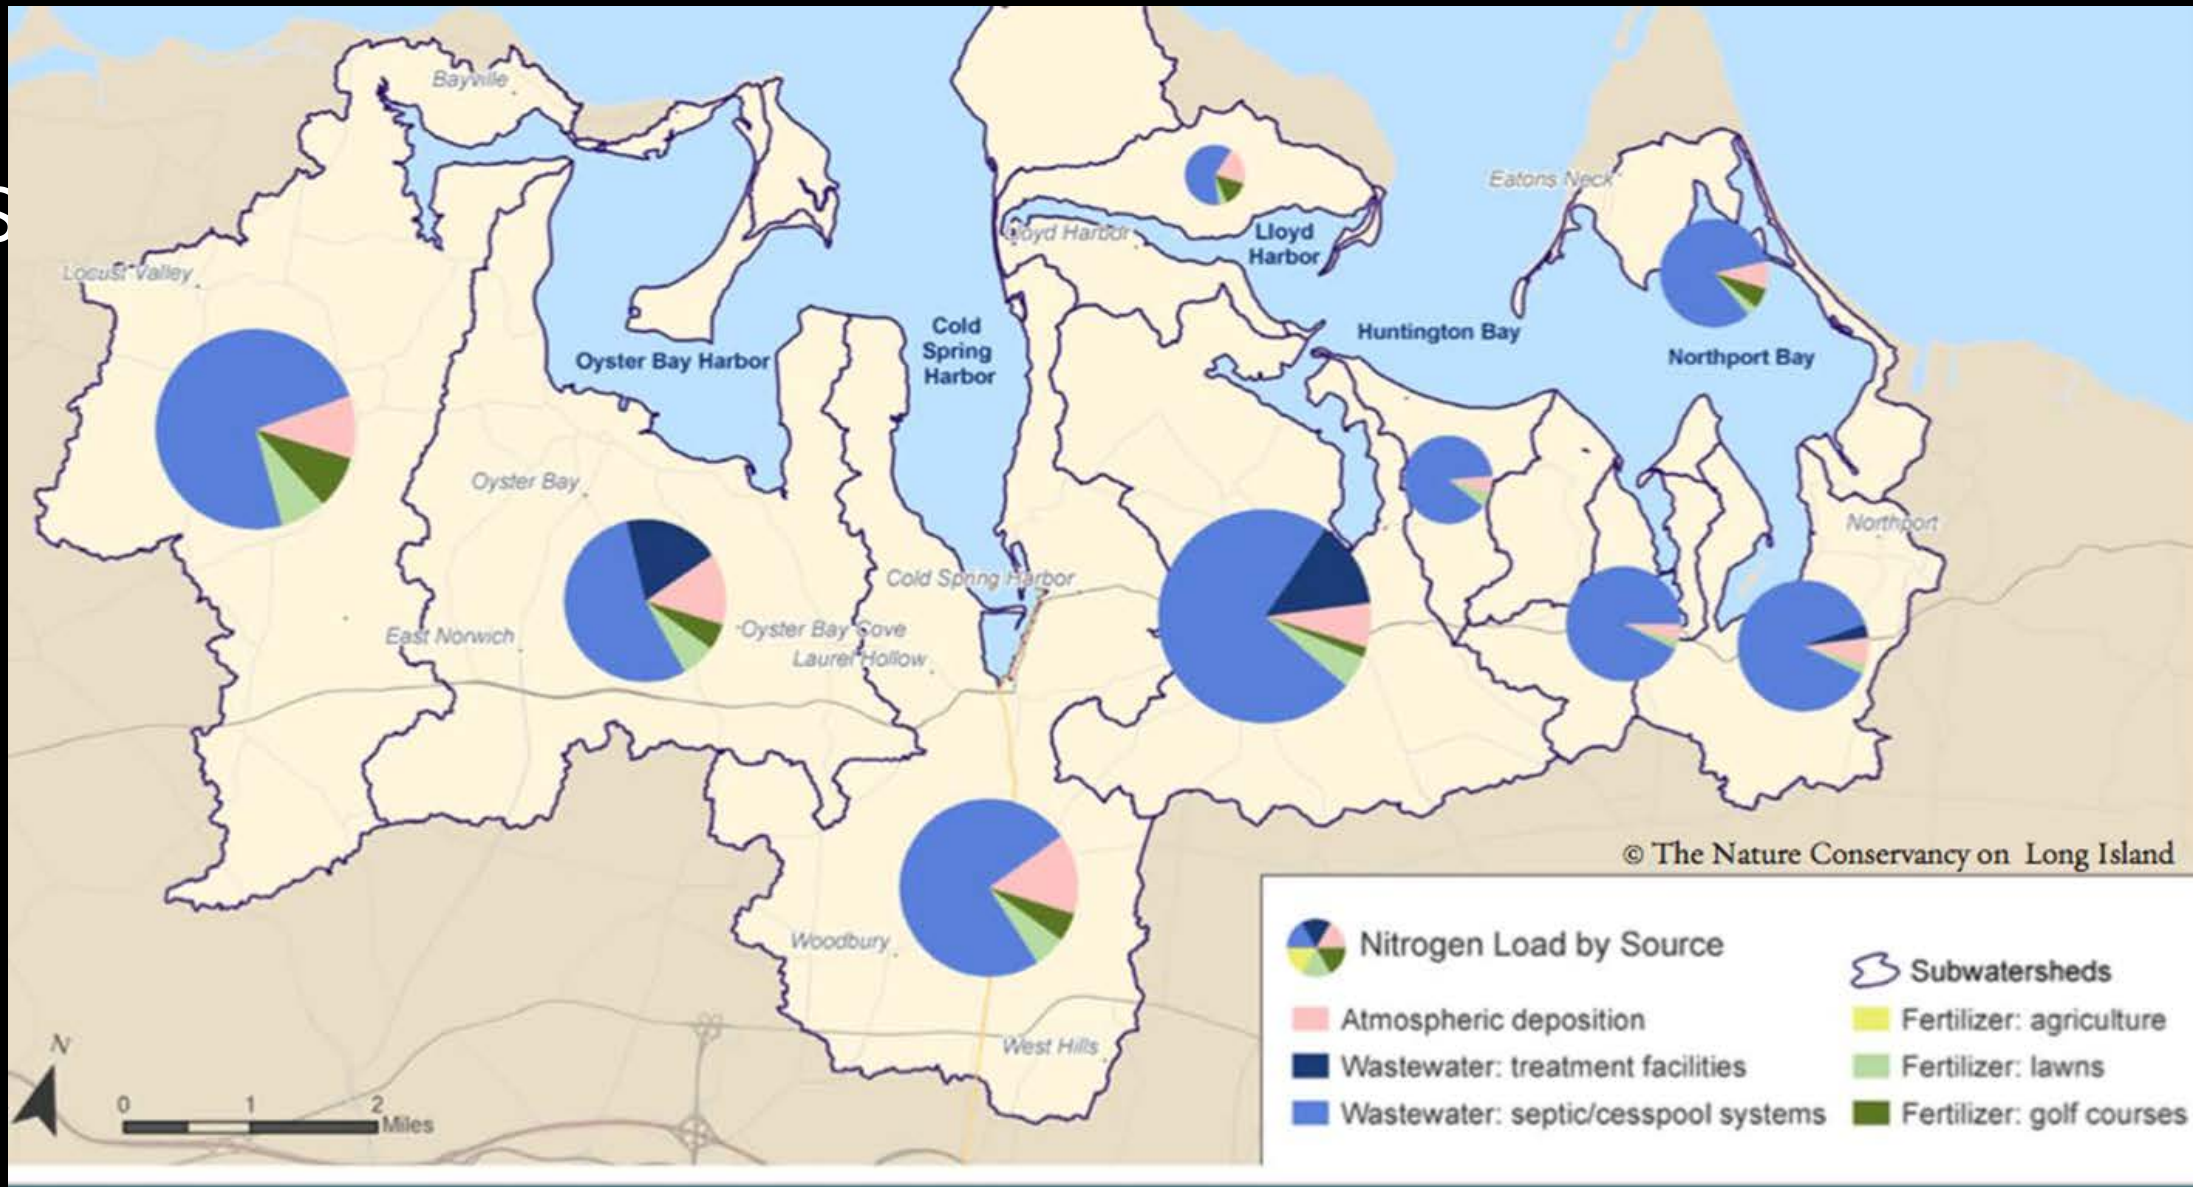 Bayville
S
Eatons Neck
Lloyd Harbor
Lloyd
Harbor
Locust Valley
Cold
Spring
Harbor
Huntington Bay
Oyster Bay Harbor
Northport Bay
Oyster Bay
Northport
Cold Spring Harbor
East Norwich
Oyster Bay Cove
Laurel Hollow
© The Nature Conservancy on Long Island
Woodbury
West Hills
Nitrogen Load by Source
Atmospheric deposition
Wastewater: treatment facilities
Wastewater: septic/cesspool systems
Subwatersheds
Fertilizer: agriculture
Fertilizer: lawns
Fertilizer: golf courses
N
0 1 2
Miles